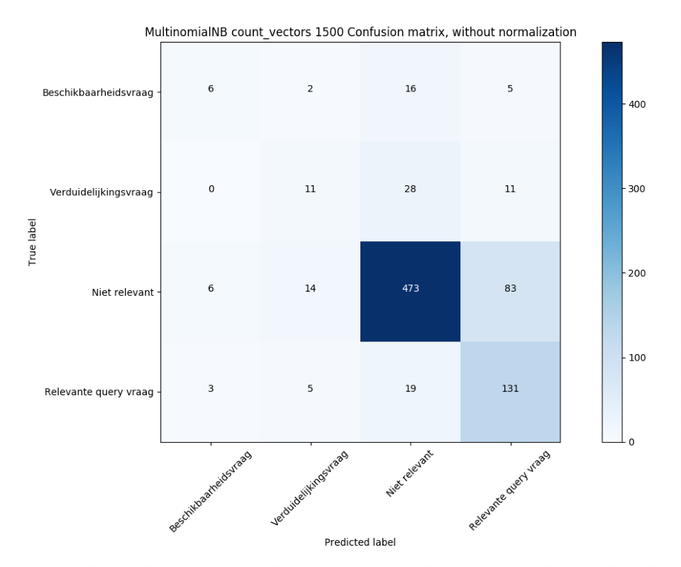 MultinomialNB count_vectors 1500 Confusion matrix, without normalization
Beschikbaarheidsvraag 6 2 16 5
Verduidelijkingsvraag 0 11 28 11
Niet relevant 6 14 473 83
Relevante query vraag 3 5 19 131
True label
Beschikbaarheidsvraag
Verduidelijkingsvraag
Niet relevant
Relevante query vraag
Predicted label
400
300
200
100
0